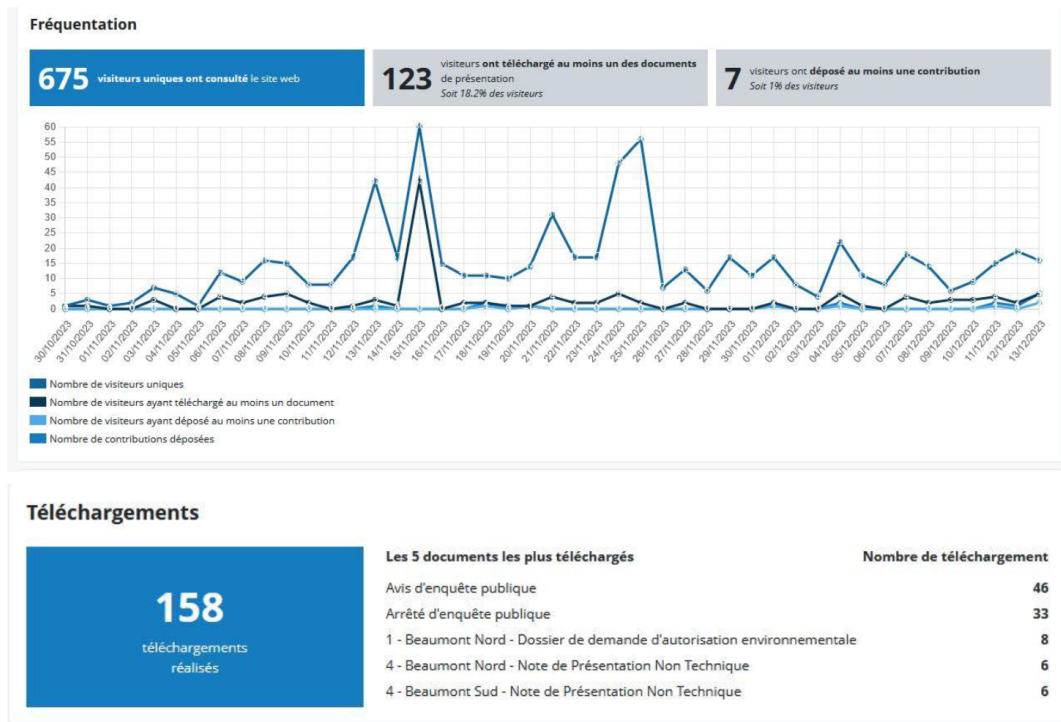 Fréquentation
675 visiteurs uniques ont consulté le site web
123 visiteurs ont téléchargé au moins un des documents
de présentation
Soit 18.2% des visiteurs
7 visiteurs ont déposé au moins une contribution
Soit 1% des visiteurs
60
55
50
45
40
35
30
25
20
15
10
5
0
30/10/2023 31/10/2023 01/11/2023 02/11/2023 03/11/2023 04/11/2023 05/11/2023 06/11/2023 07/11/2023 08/11/2023 09/11/2023 10/11/2023 11/11/2023 12/11/2023 13/11/2023 14/11/2023 15/11/2023 16/11/2023 17/11/2023 18/11/2023 19/11/2023 20/11/2023 21/11/2023 22/11/2023 23/11/2023 24/11/2023 25/11/2023 26/11/2023 27/11/2023 28/11/2023 29/11/2023 30/11/2023 01/12/2023 02/12/2023 03/12/2023 04/12/2023 05/12/2023 06/12/2023 07/12/2023 08/12/2023 09/12/2023 10/12/2023 11/12/2023 12/12/2023 13/12/2023
Nombre de visiteurs uniques
Nombre de visiteurs ayant téléchargé au moins un document
Nombre de visiteurs ayant déposé au moins une contribution
Nombre de contributions déposées
Téléchargements
158
téléchargements
réalisés
Les 5 documents les plus téléchargés Nombre de téléchargement
Avis d'enquête publique 46
Arrêté d'enquête publique 33
1 - Beaumont Nord - Dossier de demande d'autorisation environnementale 8
4 - Beaumont Nord - Note de Présentation Non Technique 6
4 - Beaumont Sud - Note de Présentation Non Technique 6